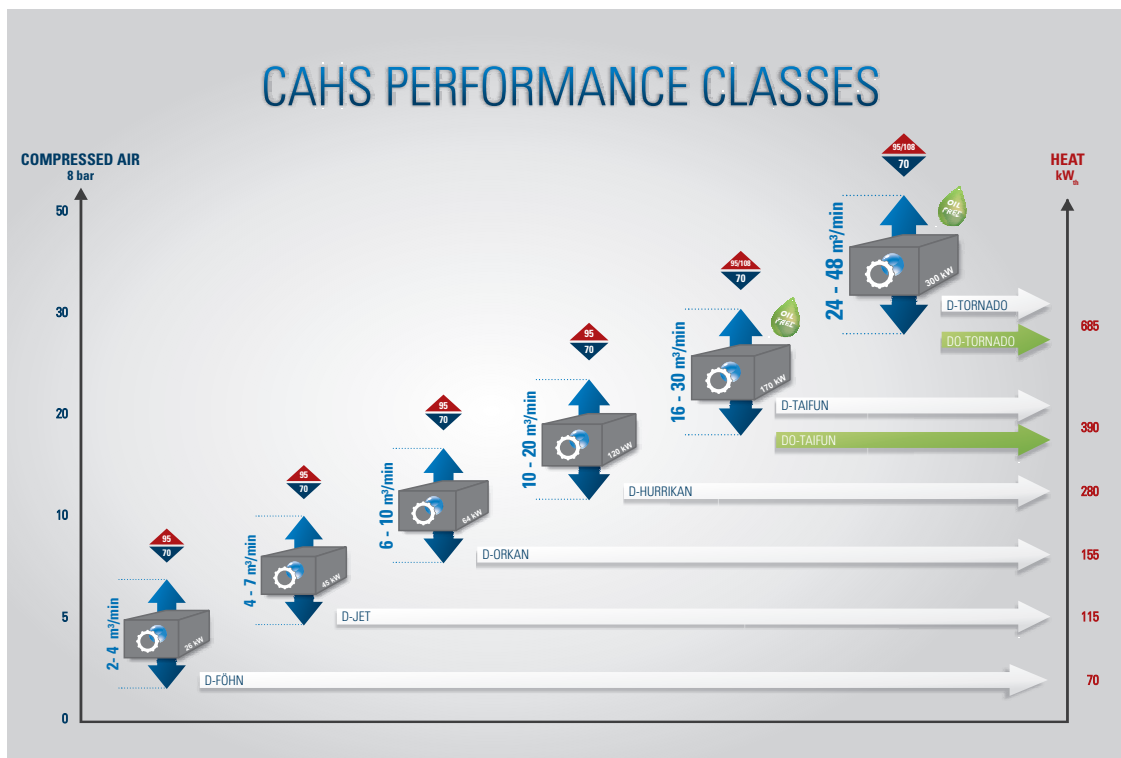 CAHS PERFORMANCE CLASSES
COMPRESSED AIR
8 bar
HEAT
kWth
50
30
20
10
5
0
685
390
280
155
115
70
95/108
70
24 - 48 m³/min
OIL
FREE
300 kW
D-TORNADO
DO-TORNADO
95/108
70
16 - 30 m³/min
OIL
FREE
170 kW
D-TAIFUN
DO-TAIFUN
95
70
10 - 20 m³/min
120 kW
D-HURRIKAN
95
70
6 - 10 m³/min
64 kW
D-ORKAN
95
70
4 - 7 m³/min
45 kW
D-JET
95
70
2- 4 m³/min
26 kW
D-FÖHN